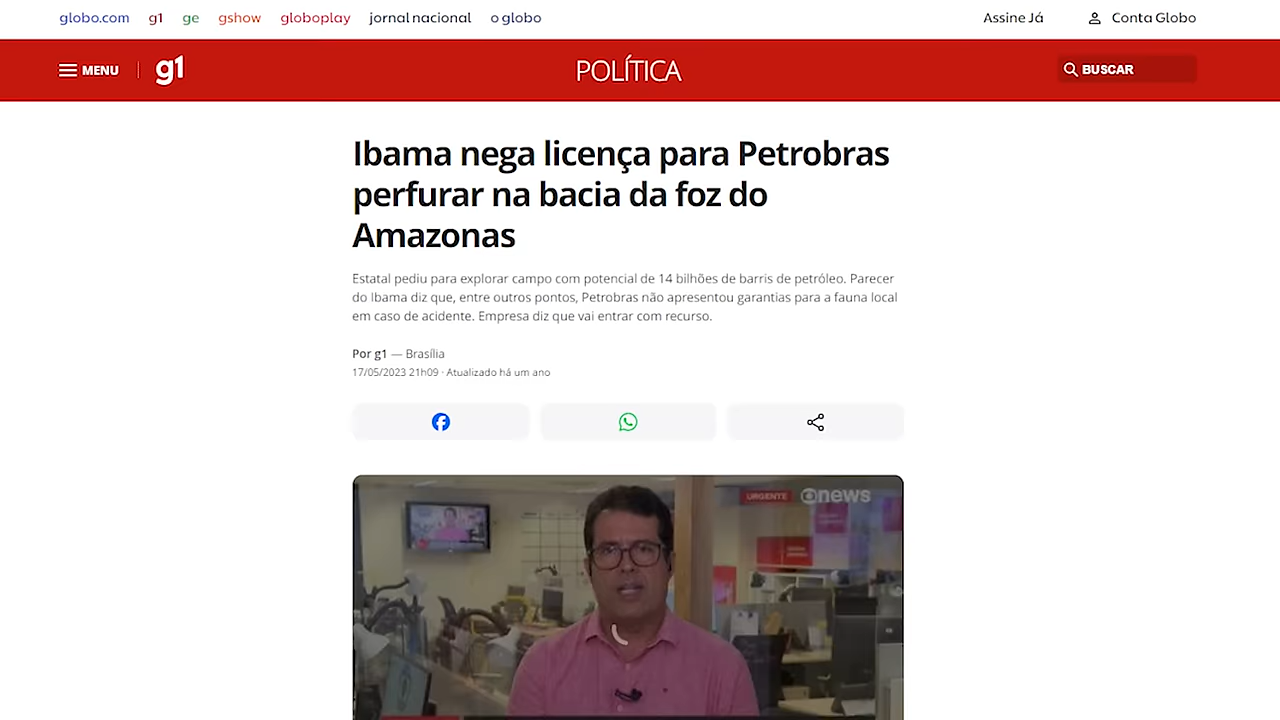 globo.com g1 ge gshow globoplay jornal nacional o globo Assine Já Conta Globo
MENU g1 POLÍTICA BUSCAR
Ibama nega licença para Petrobras
perfurar na bacia da foz do
Amazonas
Estatal pediu para explorar campo com potencial de 14 bilhões de barris de petróleo. Parecer
do Ibama diz que, entre outros pontos, Petrobras não apresentou garantias para a fauna local
em caso de acidente. Empresa diz que vai entrar com recurso.
Por g1 — Brasília
17/05/2023 21h09 · Atualizado há um ano
URGENTE news